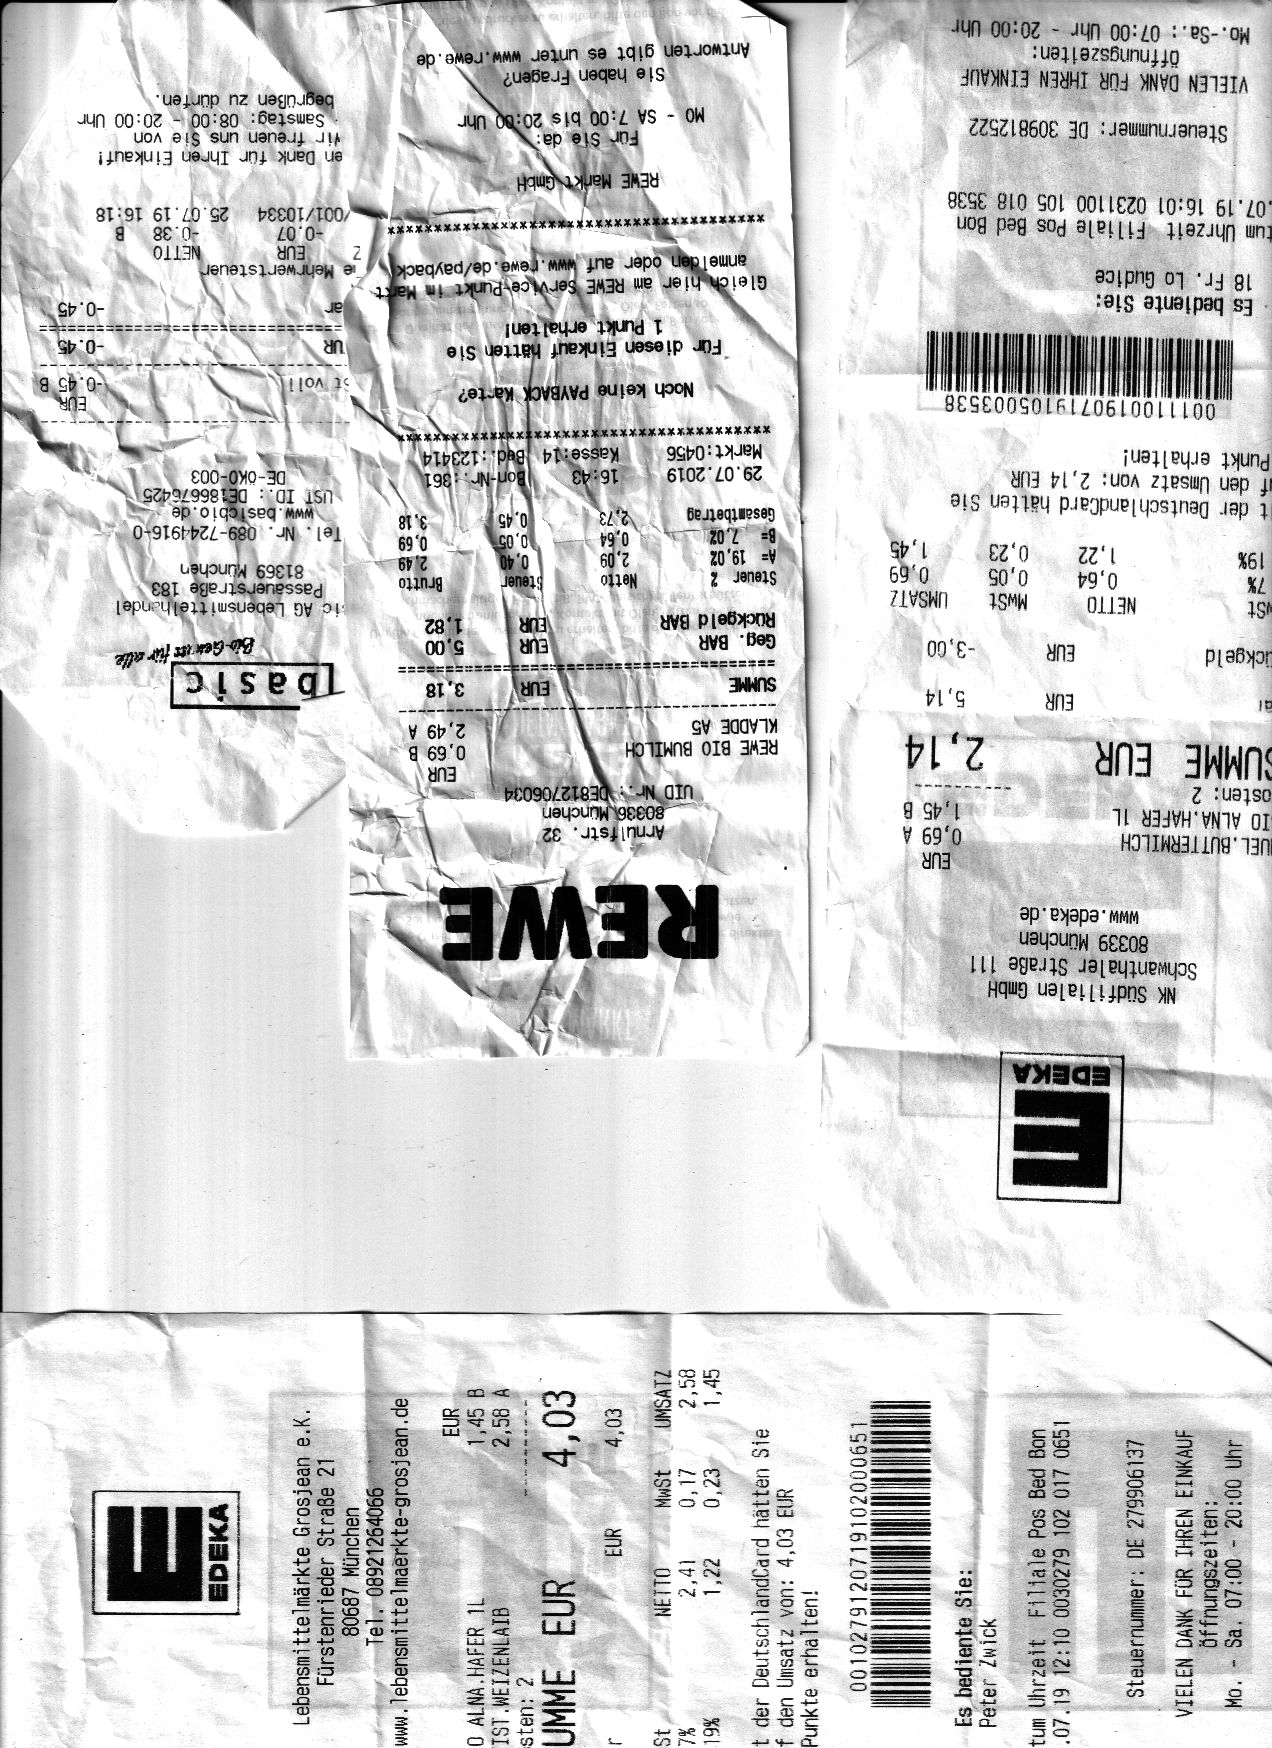 basic
Bio-Genuss für alle
sic AG Lebensmittelhandel
Passauerstraße 183
81369 München
Tel. Nr. 089-7244916-0
www.basicbio.de
UST ID.: DE186676425
DE-ÖKO-003
EUR
st voll -0.45 B
UR -0.45
ar -0.45
ie Mehrwertsteuer
% EUR NETTO
-0.07 -0.38 B
/001/10334 25.07.19 16:18
en Dank für Ihren Einkauf!
Wir freuen uns Sie von
- Samstag: 08:00 - 20:00 Uhr
begrüßen zu dürfen.
REWE
Arnulfstr. 32
80336 München
UID Nr.: DE812706034
EUR
REWE BIO BUMILCH 0,69 B
KLADDE A5 2,49 A
SUMME EUR 3,18
Geg. BAR EUR 5,00
Rückgeld BAR EUR 1,82
Steuer % Netto Steuer Brutto
A= 19,0% 2,09 0,40 2,49
B= 7,0% 0,64 0,05 0,69
Gesamtbetrag 2,73 0,45 3,18
29.07.2019 16:43 Bon-Nr.:361
Markt:0456 Kasse:14 Bed.:123414
****************************************
Noch keine PAYBACK Karte?
Für diesen Einkauf hätten Sie
1 Punkt erhalten!
Gleich hier am REWE Service-Punkt im Markt
anmelden oder auf www.rewe.de/payback
****************************************
REWE Markt GmbH
Für Sie da:
MO - SA 7:00 bis 20:00 Uhr
Sie haben Fragen?
Antworten gibt es unter www.rewe.de
EDEKA
NK Südfilialen GmbH
Schwanthaler Straße 111
80339 München
www.edeka.de
EUR
MUEL.BUTTERMILCH 0,69 A
IO ALNA.HAFER 1L 1,45 B
osten: 2
SUMME EUR 2,14
ar EUR 5,14
ückgeld EUR -3,00
wSt NETTO MwSt UMSATZ
7% 0,64 0,05 0,69
19% 1,22 0,23 1,45
t der DeutschlandCard hätten Sie
f den Umsatz von: 2,14 EUR
Punkt erhalten!
0011100190719105003538
Es bediente Sie:
18 Fr. Lo Gudice
tum Uhrzeit Filiale Pos Bed Bon
.07.19 16:01 0231100 105 018 3538
Steuernummer: DE 309812522
VIELEN DANK FÜR IHREN EINKAUF
Öffnungszeiten:
Mo.-Sa.: 07:00 Uhr - 20:00 Uhr
EDEKA
Lebensmittelmärkte Grosjean e.K.
Fürstenrieder Straße 21
80687 München
Tel. 08921264066
www.lebensmittelmaerkte-grosjean.de
EUR
O ALNA.HAFER 1L 1,45 B
IST.WEIZENLAIB 2,58 A
sten: 2
UMME EUR 4,03
r EUR 4,03
St NETTO MwSt UMSATZ
7% 2,41 0,17 2,58
19% 1,22 0,23 1,45
t der DeutschlandCard hätten Sie
f den Umsatz von: 4,03 EUR
Punkte erhalten!
0010279120719102000651
Es bediente Sie:
Peter Zwick
tum Uhrzeit Filiale Pos Bed Bon
.07.19 12:10 0030279 102 017 0651
Steuernummer: DE 279906137
VIELEN DANK FÜR IHREN EINKAUF
Öffnungszeiten:
Mo. - Sa. 07:00 - 20:00 Uhr